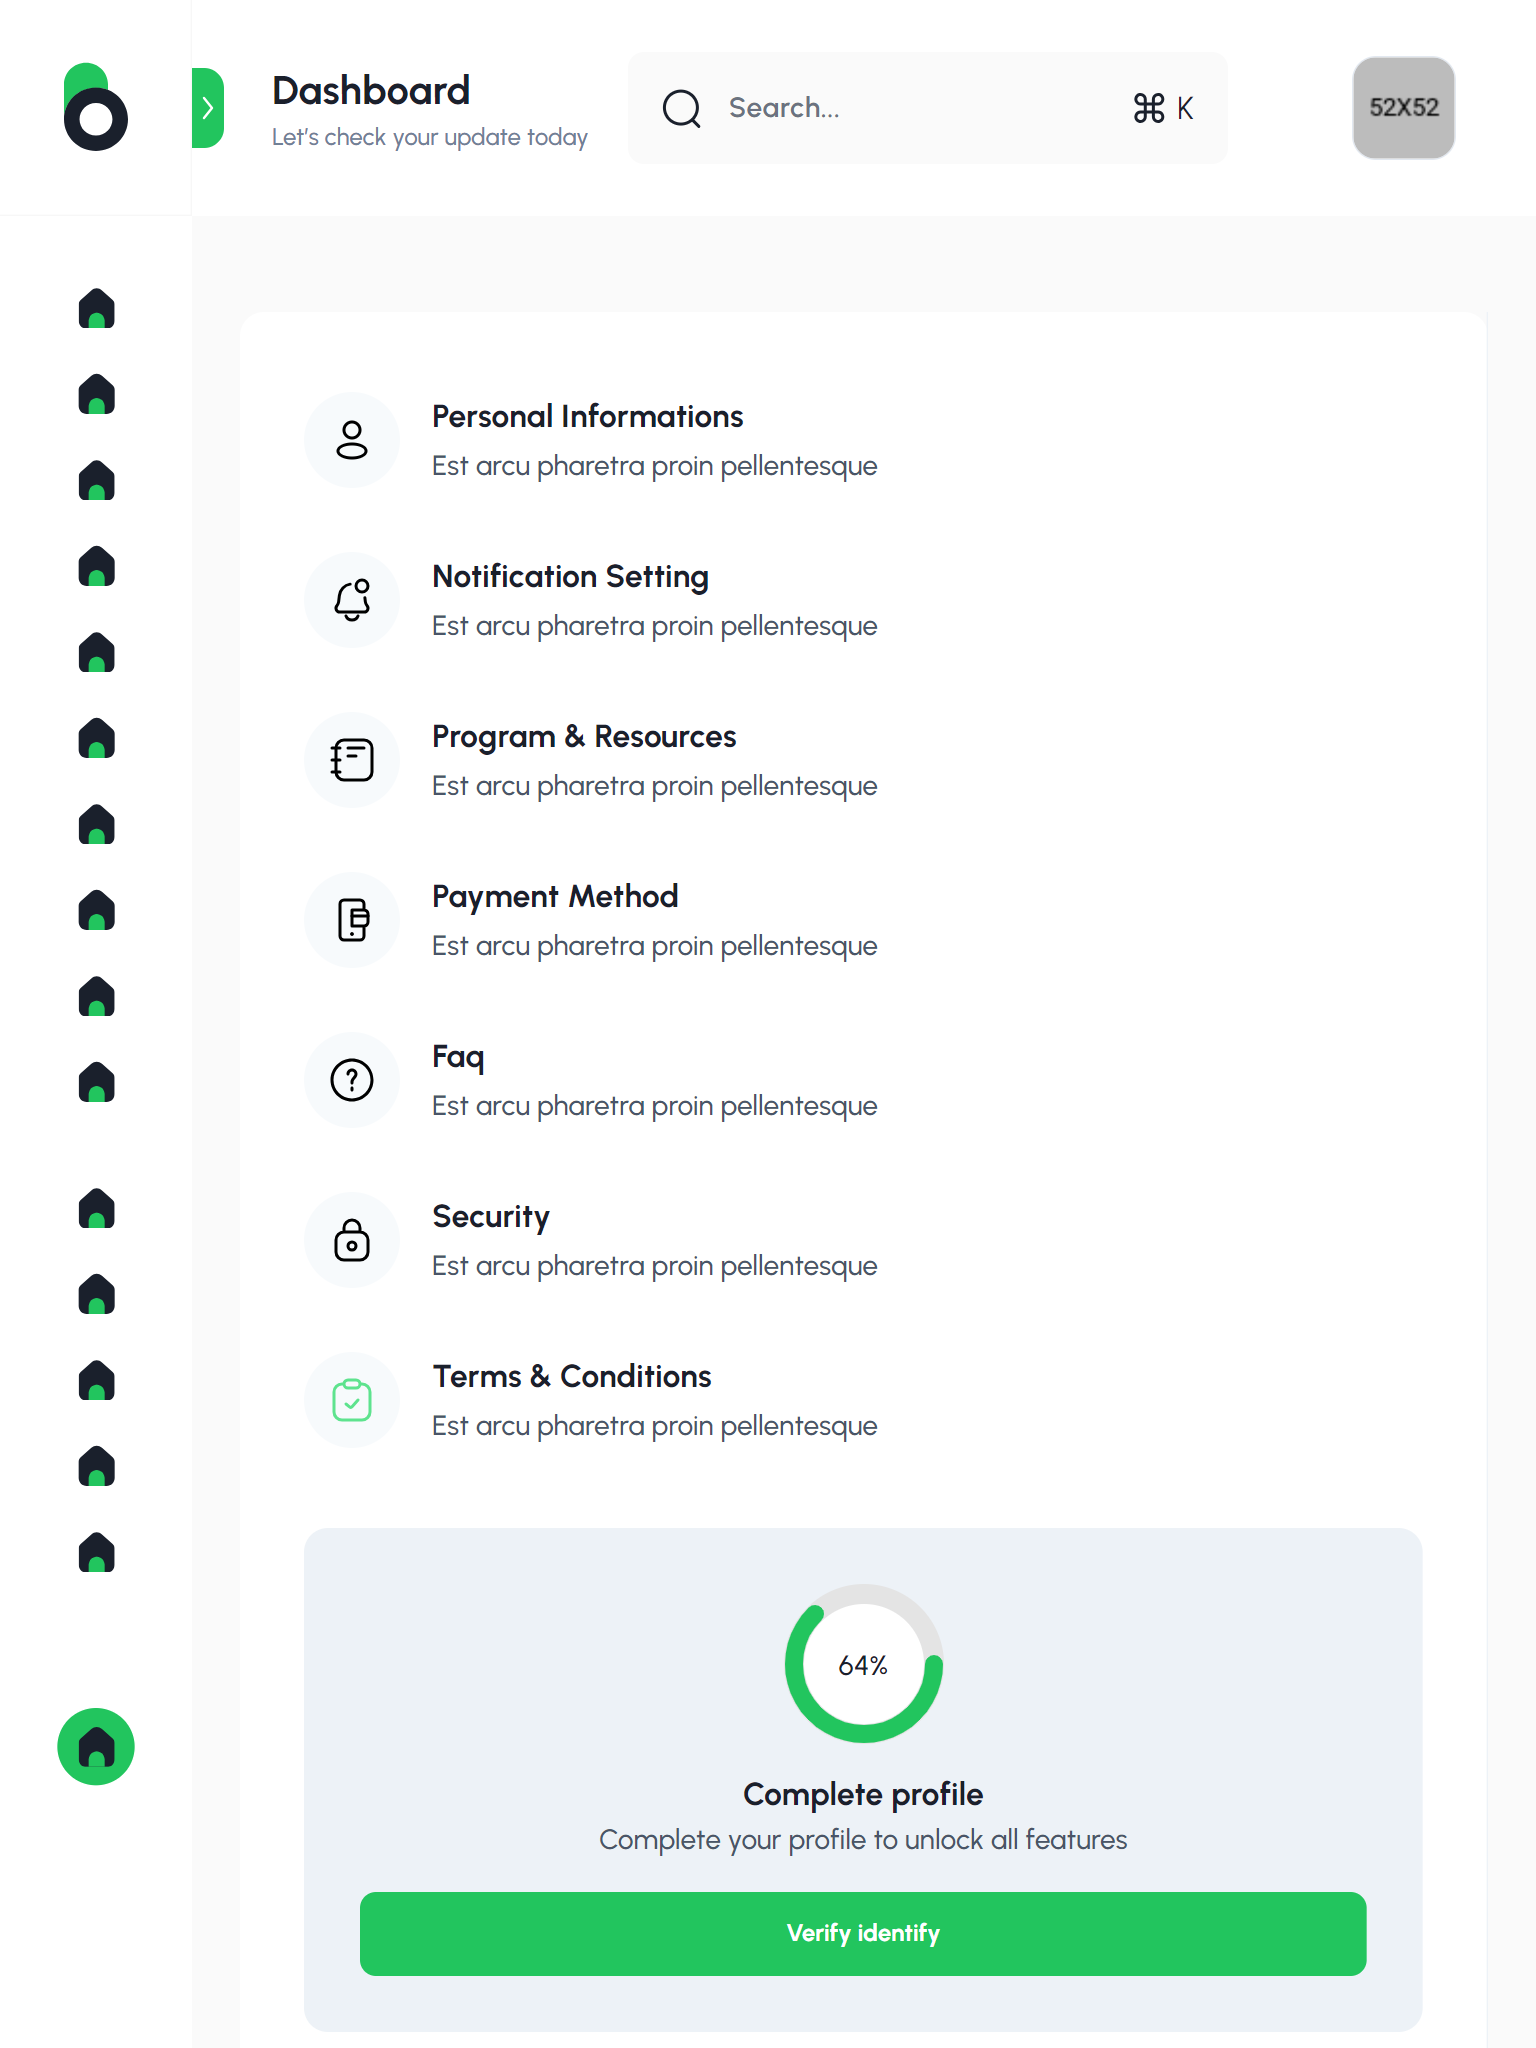 Dashboard
Let's check your update today
Search...
⌘ K
52X52
Personal Informations
Est arcu pharetra proin pellentesque
Notification Setting
Est arcu pharetra proin pellentesque
Program & Resources
Est arcu pharetra proin pellentesque
Payment Method
Est arcu pharetra proin pellentesque
Faq
Est arcu pharetra proin pellentesque
Security
Est arcu pharetra proin pellentesque
Terms & Conditions
Est arcu pharetra proin pellentesque
64%
Complete profile
Complete your profile to unlock all features
Verify identify